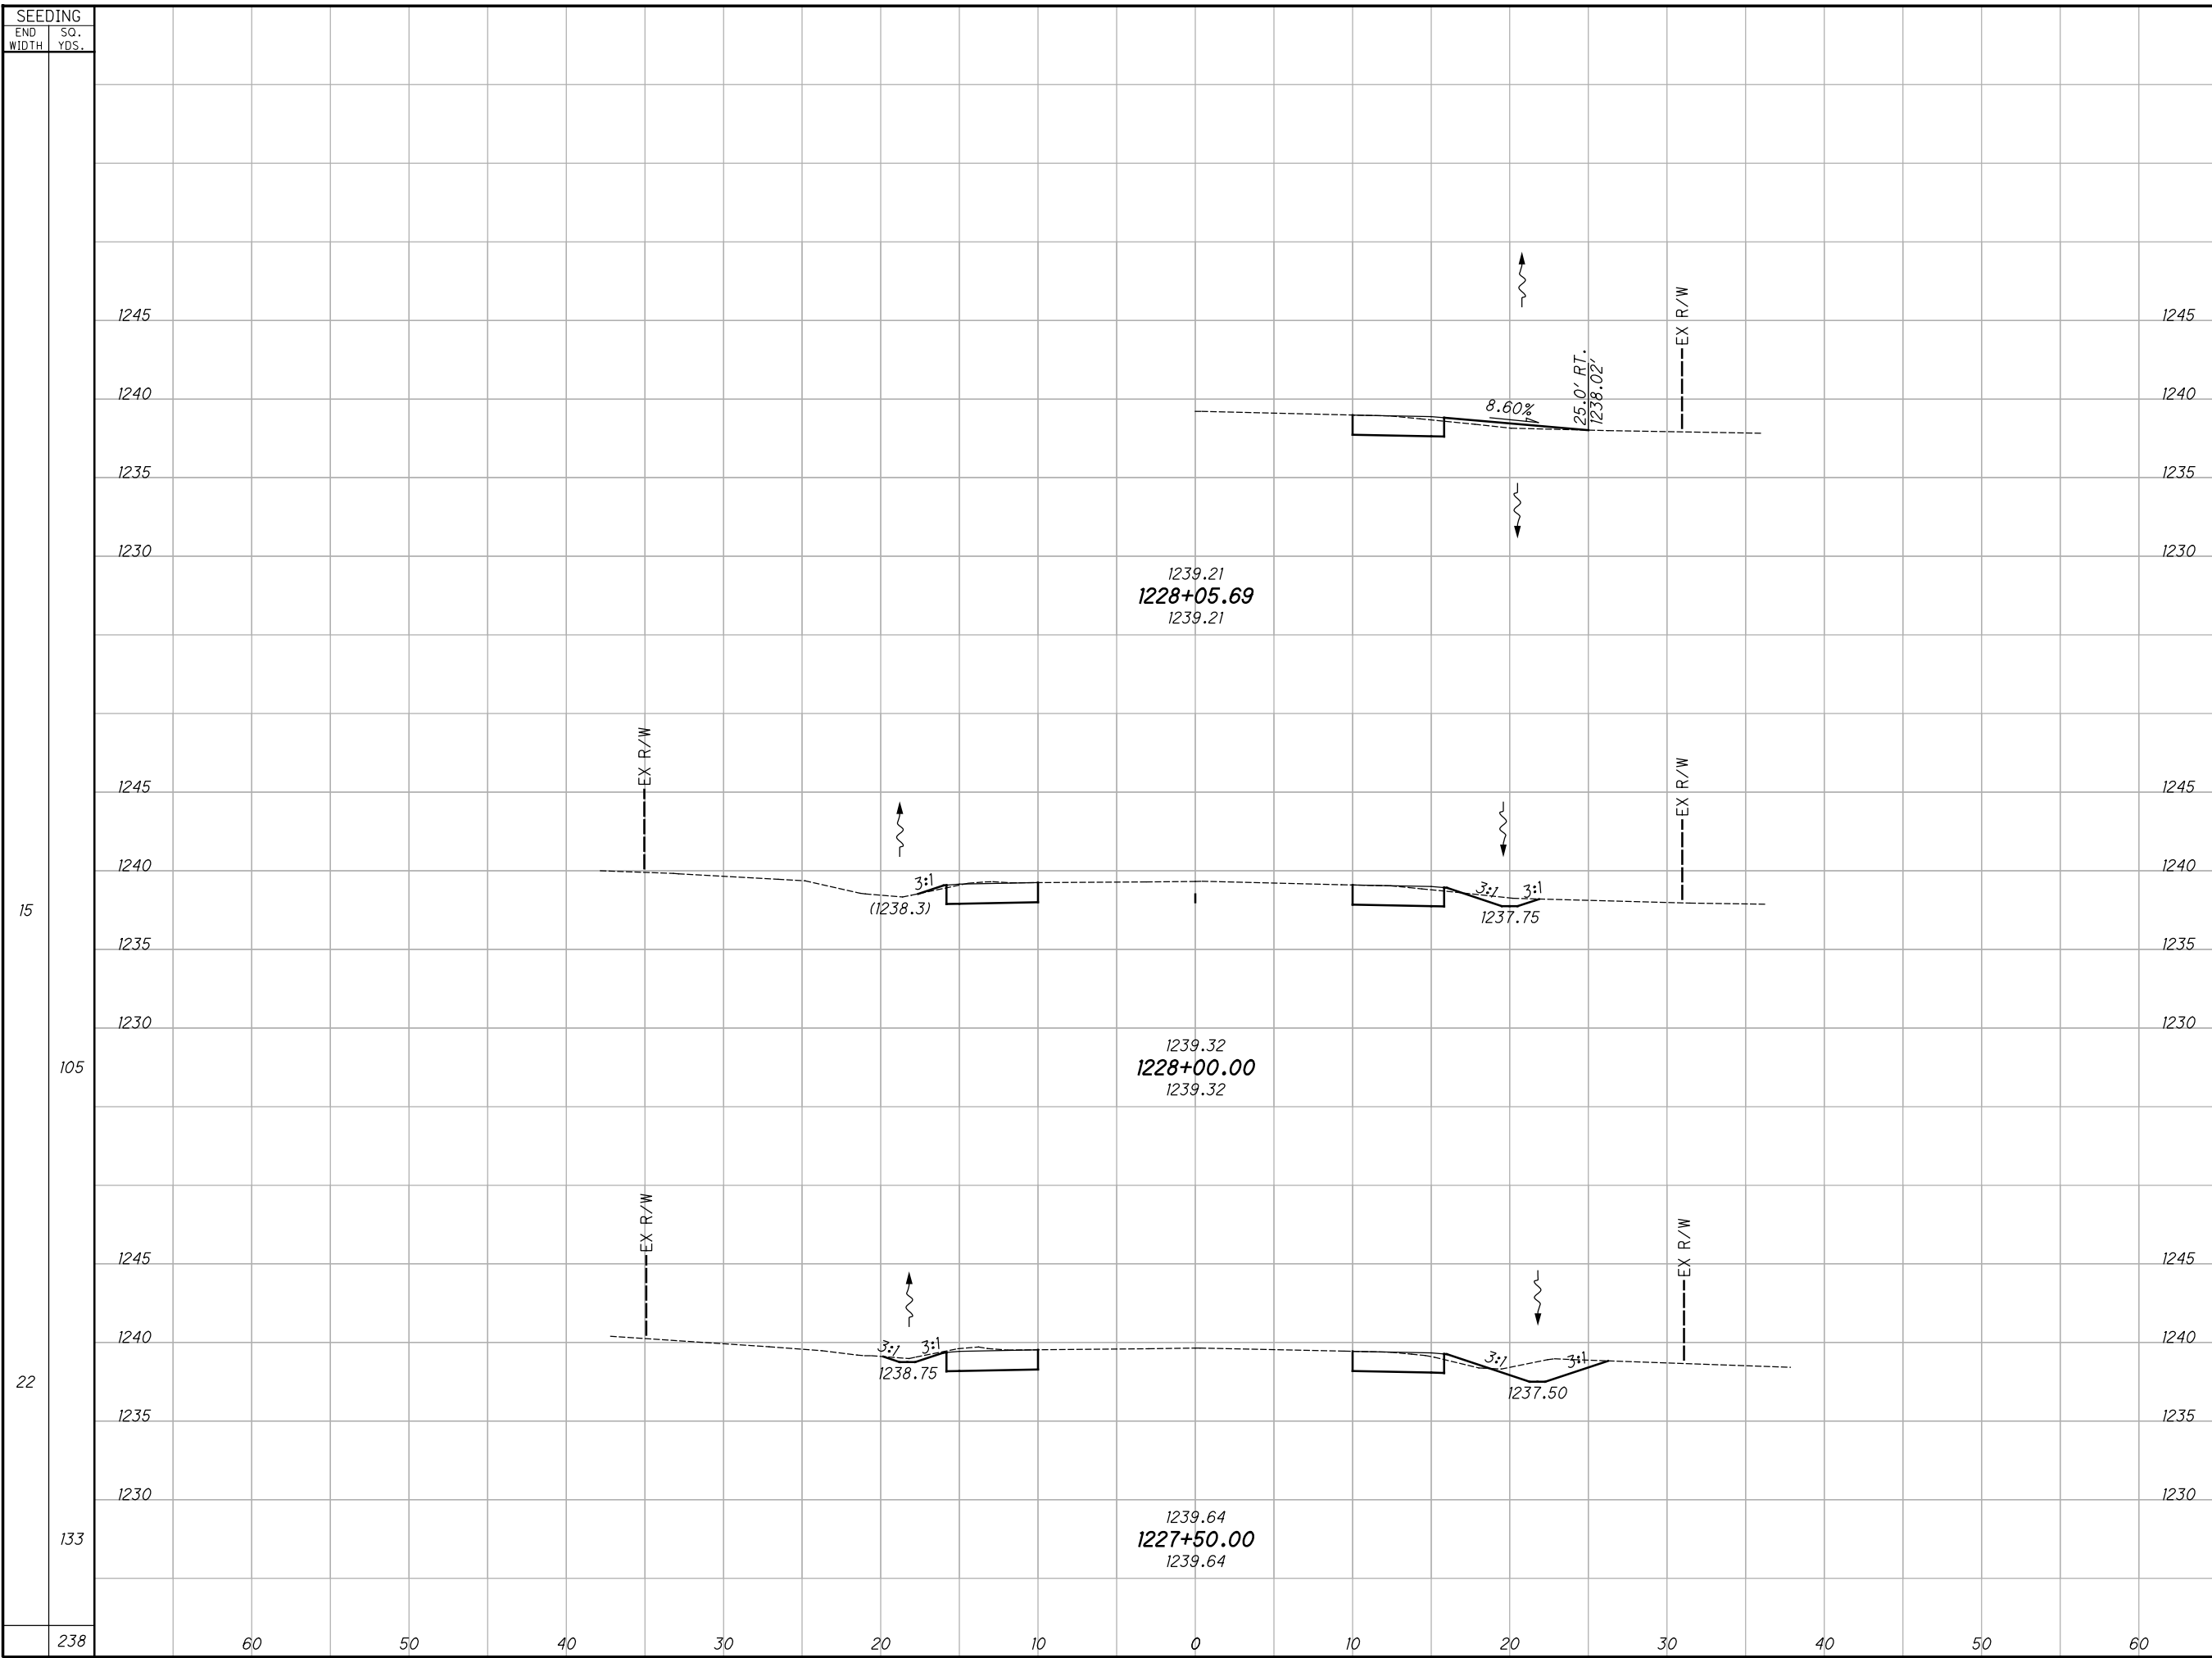 SEEDING
END WIDTH SQ. YDS.
EX R/W
1245 1245
25.0' RT.
1238.02'
1240 8.60% 1240
1235 1235
1230 1230
1239.21
1228+05.69
1239.21
EX R/W EX R/W
1245 1245
1240 1240
3:1 3:1 3:1
15 (1238.3) 1237.75
1235 1235
1230 1230
1239.32
105 1228+00.00
1239.32
EX R/W EX R/W
1245 1245
1240 1240
3:1 3:1 3:1 3:1
1238.75
22 1237.50
1235 1235
1230 1230
1239.64
133 1227+50.00
1239.64
238 60 50 40 30 20 10 0 10 20 30 40 50 60